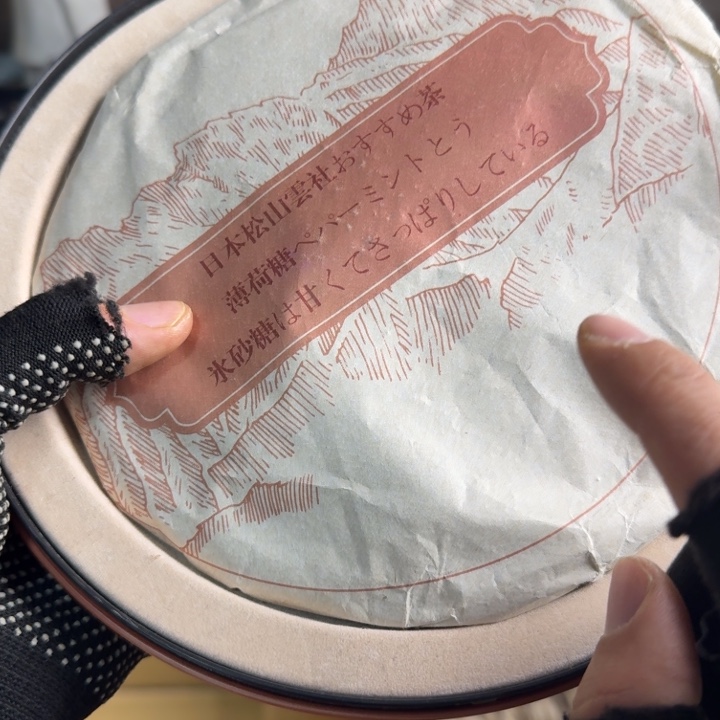 日本松山雲社おすすめ茶
薄荷糖ペパーミントとう
氷砂糖は甘くてさっぱりしている